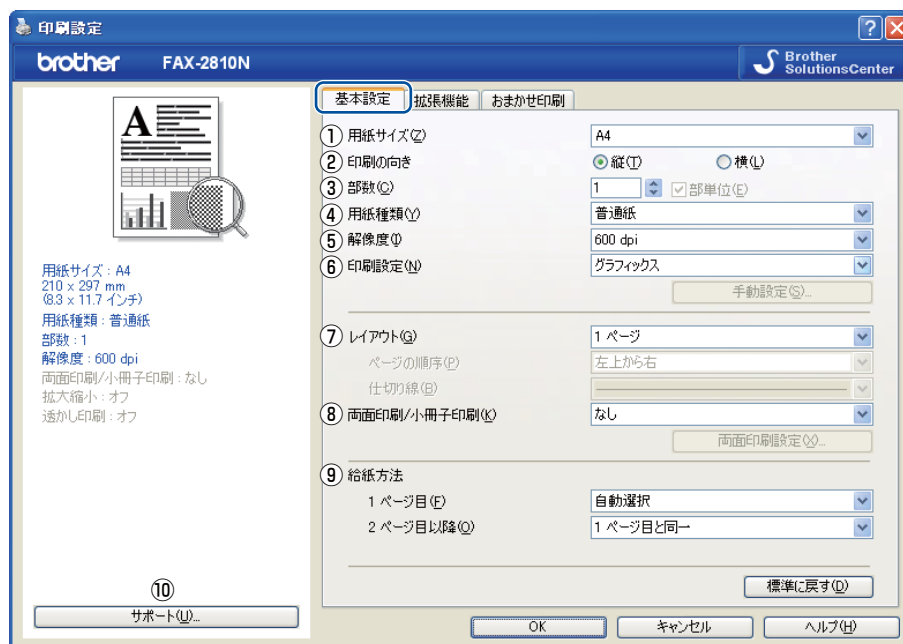 印刷設定
brother FAX-2810N
Brother
SolutionsCenter
基本設定 拡張機能 おまかせ印刷
① 用紙サイズ(Z) A4
② 印刷の向き 縦(T) 横(L)
③ 部数(C) 1 部単位(E)
④ 用紙種類(Y) 普通紙
⑤ 解像度(I) 600 dpi
⑥ 印刷設定(N) グラフィックス
手動設定(S)...
⑦ レイアウト(G) 1 ページ
ページの順序(P) 左上から右
仕切り線(B)
⑧ 両面印刷/小冊子印刷(K) なし
両面印刷設定(X)...
⑨ 給紙方法
1 ページ目(F) 自動選択
2 ページ目以降(O) 1 ページ目と同一
標準に戻す(D)
A
用紙サイズ : A4
210 x 297 mm
(8.3 x 11.7 インチ)
用紙種類 : 普通紙
部数 : 1
解像度 : 600 dpi
両面印刷/小冊子印刷 : なし
拡大縮小 : オフ
透かし印刷 : オフ
⑩
サポート(U)...
OK キャンセル ヘルプ(H)